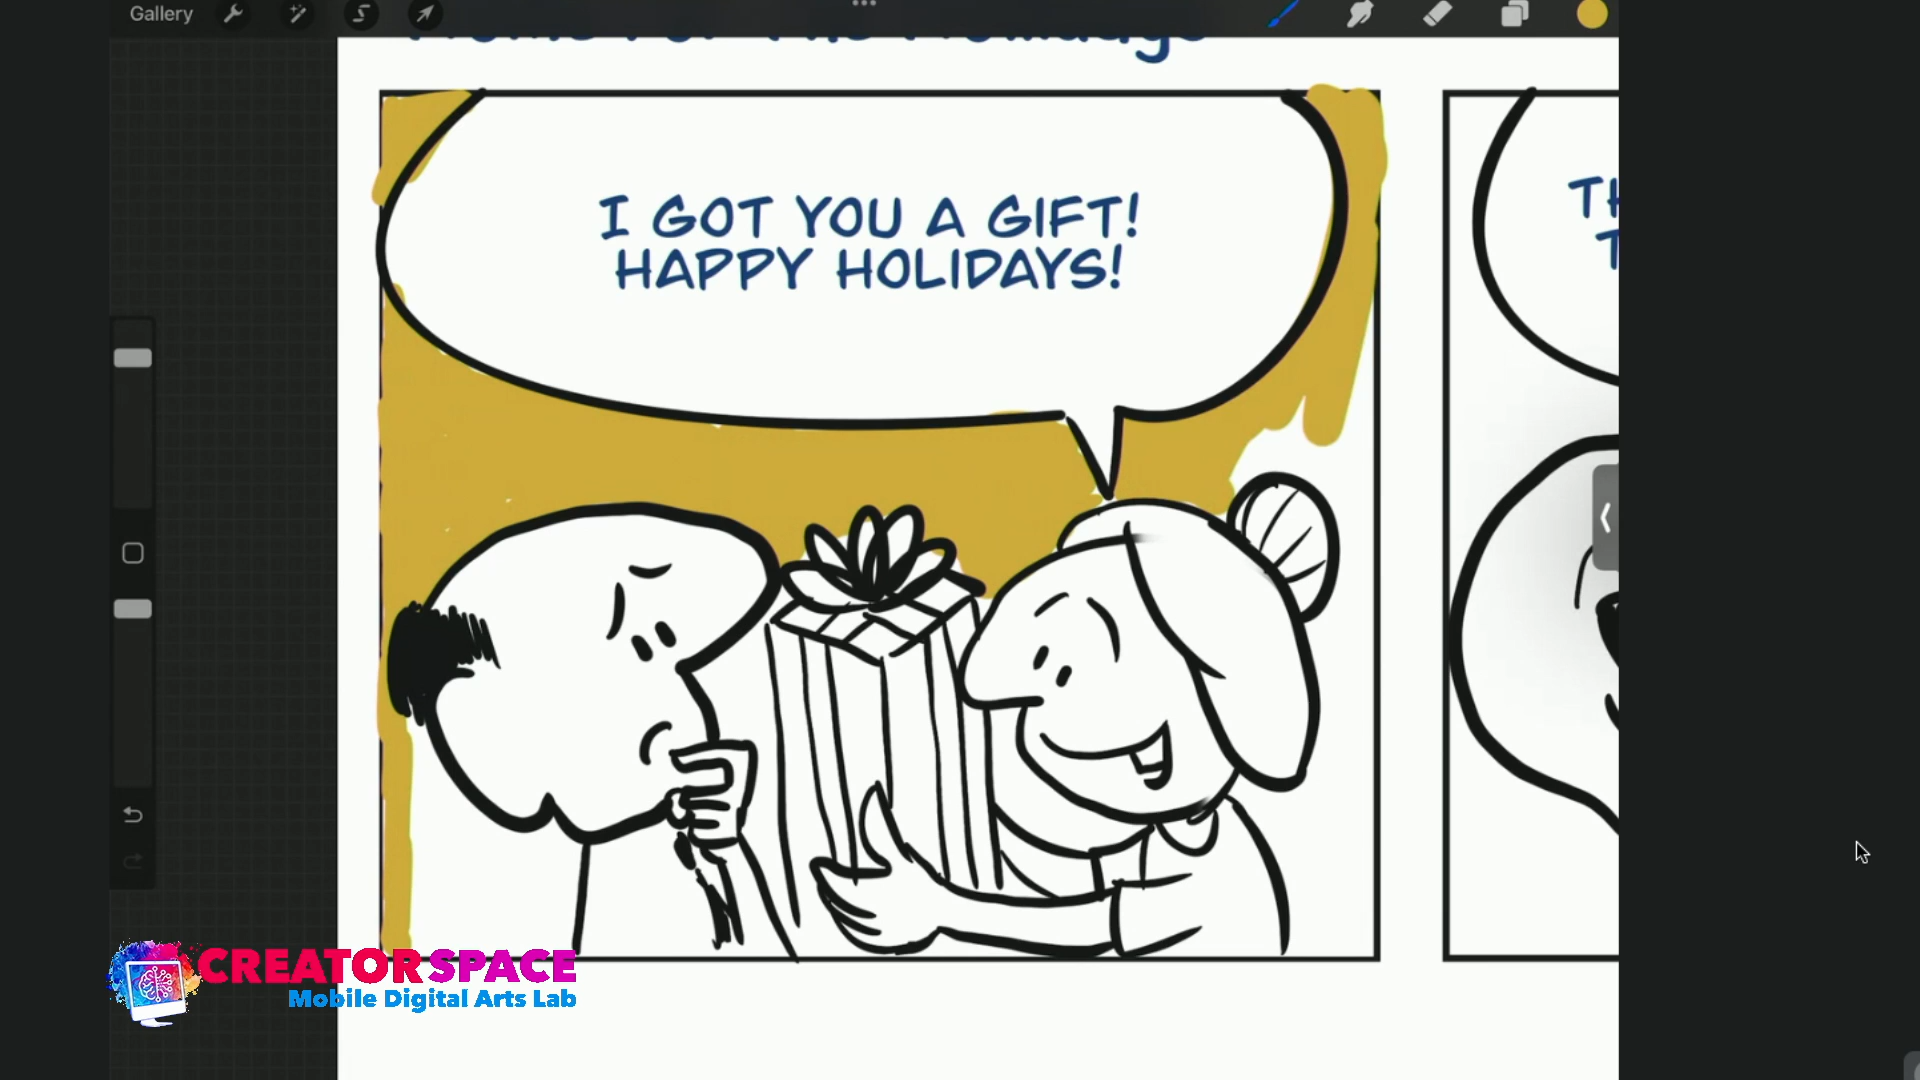 Gallery
I GOT YOU A GIFT!
HAPPY HOLIDAYS!
CREATORSPACE
Mobile Digital Arts Lab